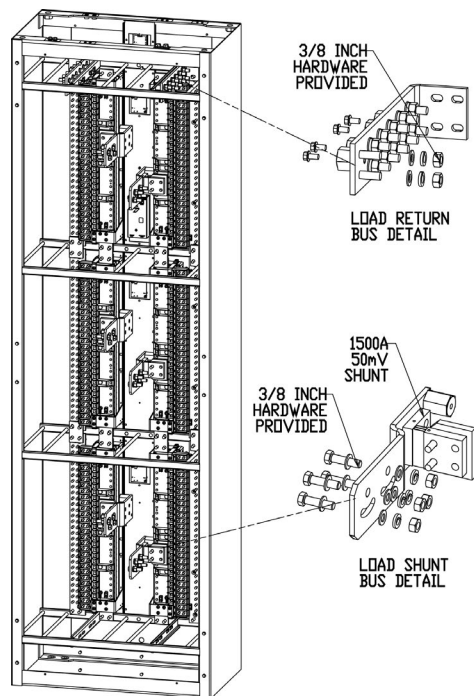 3/8 INCH
HARDWARE
PROVIDED
LOAD RETURN
BUS DETAIL
1500A
50mV
SHUNT
3/8 INCH
HARDWARE
PROVIDED
LOAD SHUNT
BUS DETAIL